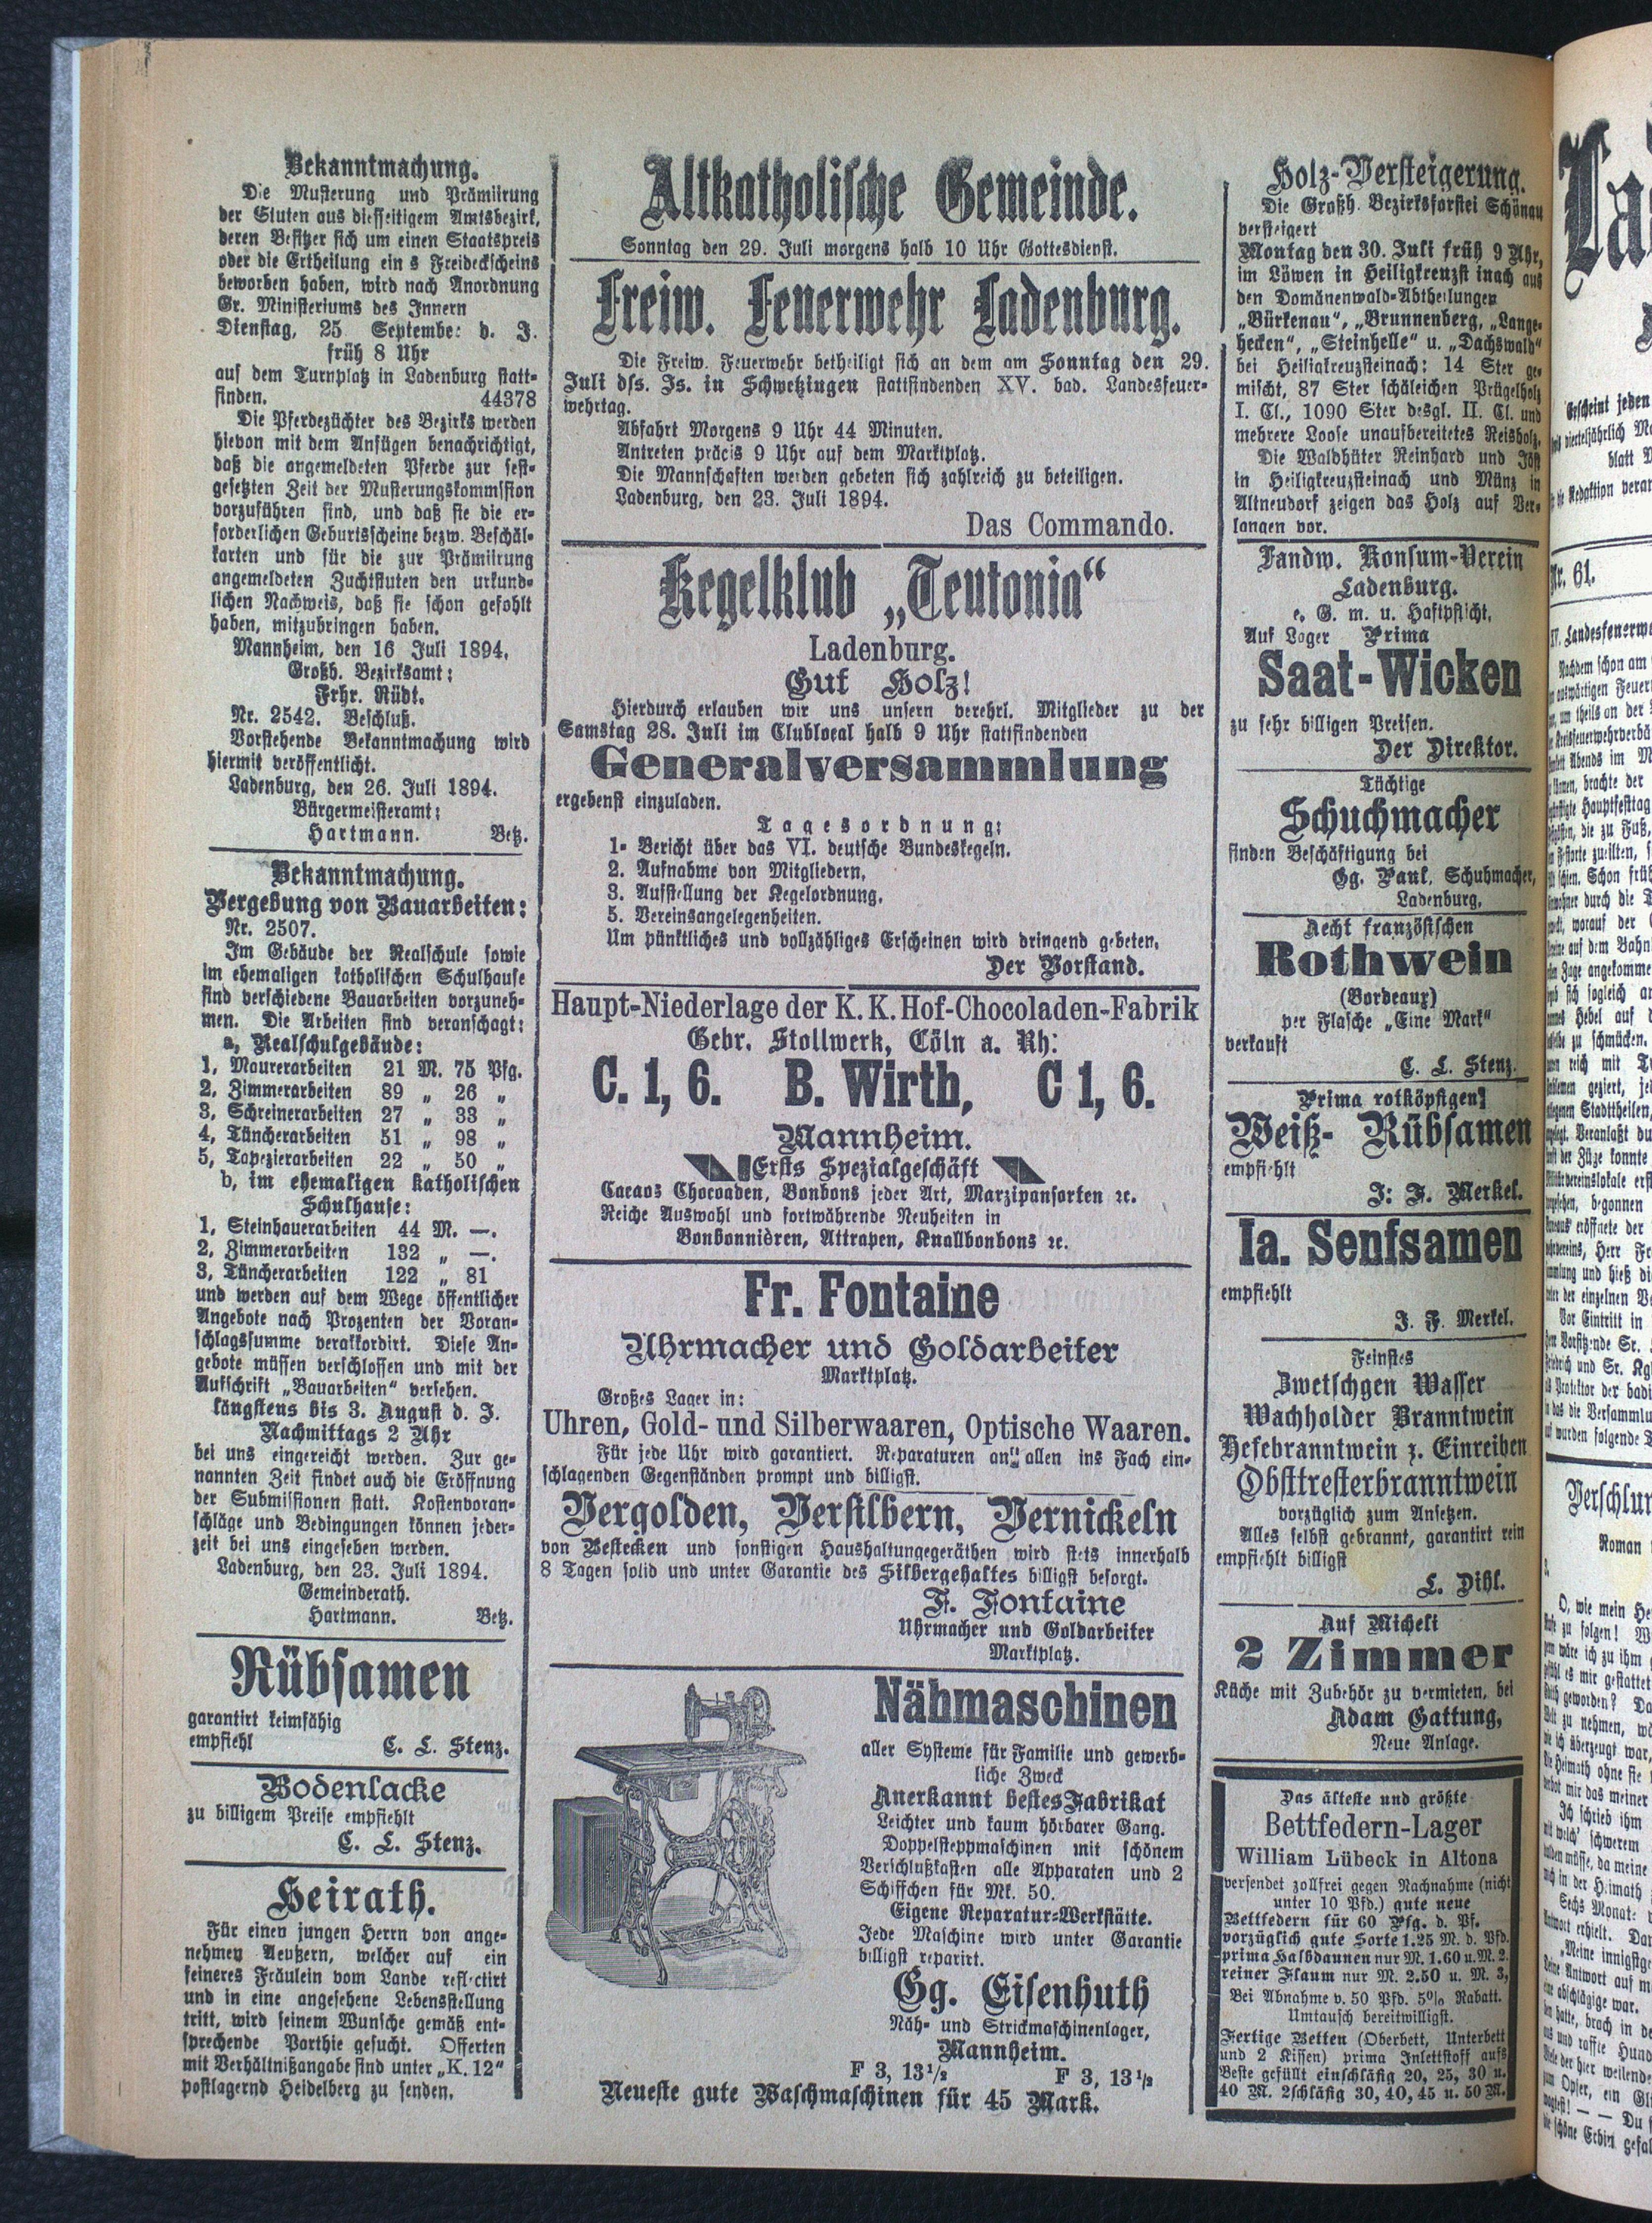 Bekanntmachung.
Die Musterung und Prämiirung
der Stuten aus diesseitigem Amtsbezirk,
deren Besitzer sich um einen Staatspreis
oder die Ertheilung ein s Freideckscheins
beworben haben, wird nach Anordnung
Gr. Ministeriums des Innern
Dienstag, 25 September d. J.
früh 8 Uhr
auf dem Turnplatz in Ladenburg statt-
finden. 44378
Die Pferdezüchter des Bezirks werden
hievon mit dem Anfügen benachrichtigt,
daß die angemeldeten Pferde zur fest-
gesetzten Zeit der Musterungskommssion
vorzuführen sind, und daß sie die er-
forderlichen Geburtsscheine bezw. Beschäl-
karten und für die zur Prämiirung
angemeldeten Zuchtstuten den urkund-
lichen Nachweis, daß sie schon gefohlt
haben, mitzubringen haben.
Mannheim, den 16 Juli 1894.
Großh. Bezirksamt:
Frhr. Rüdt.
Nr. 2542. Beschluß.
Vorstehende Bekanntmachung wird
hiermit veröffentlicht.
Ladenburg, den 26. Juli 1894.
Bürgermeisteramt:
Hartmann. Betz.
Bekanntmachung.
Vergebung von Bauarbeiten:
Nr. 2507.
Im Gebäude der Realschule sowie
im ehemaligen katholischen Schulhause
sind verschiedene Bauarbeiten vorzuneh-
men. Die Arbeiten sind veranschagt:
a, Realschulgebäude:
1, Maurerarbeiten 21 M. 75 Pfg.
2, Zimmerarbeiten 89 „ 26 „
3, Schreinerarbeiten 27 „ 33 „
4, Tüncherarbeiten 51 „ 98 „
5, Tapezierarbeiten 22 „ 50 „
b, im ehemaligen katholischen
Schulhause:
1, Steinhauerarbeiten 44 M. —.
2, Zimmerarbeiten 132 „ —.
3, Tüncherarbeiten 122 „ 81
und werden auf dem Wege öffentlicher
Angebote nach Prozenten der Voran-
schlagssumme verakkordirt. Diese An-
gebote müssen verschlossen und mit der
Aufschrift „Bauarbeiten“ versehen.
längstens bis 3. August d. J.
Nachmittags 2 Uhr
bei uns eingereicht werden. Zur ge-
nannten Zeit findet auch die Eröffnung
der Submissionen statt. Kostenvoran-
schläge und Bedingungen können jeder-
zeit bei uns eingesehen werden.
Ladenburg, den 23. Juli 1894.
Gemeinderath.
Hartmann. Betz.
Rübsamen
garantirt keimfähig
empfiehl C. L. Stenz.
Bodenlacke
zu billigem Preise empfiehlt
C. L. Stenz.
Heirath.
Für einen jungen Herrn von ange-
nehmen Aeußern, welcher auf ein
feineres Fräulein vom Lande reflectirt
und in eine angesehene Lebensstellung
tritt, wird seinem Wunsche gemäß ent-
sprechende Parthie gesucht. Offerten
mit Verhältnißangabe sind unter „K. 12“
postlagernd Heidelberg zu senden.
Altkatholische Gemeinde.
Sonntag den 29. Juli morgens halb 10 Uhr Gottesdienst.
Freiw. Feuerwehr Ladenburg.
Die Freiw. Feuerwehr betheiligt sich an dem am Sonntag den 29.
Juli dss. Js. in Schwetzingen stattfindenden XV. bad. Landesfeuer-
wehrtag.
Abfahrt Morgens 9 Uhr 44 Minuten.
Antreten präcis 9 Uhr auf dem Marktplatz.
Die Mannschaften werden gebeten sich zahlreich zu beteiligen.
Ladenburg, den 23. Juli 1894.
Das Commando.
Kegelklub „Teutonia“
Ladenburg.
Gut Holz!
Hierdurch erlauben wir uns unsern verehrl. Mitglieder zu der
Samstag 28. Juli im Clublocal halb 9 Uhr stattfindenden
Generalversammlung
ergebenst einzuladen.
Tagesordnung:
1- Bericht über das VI. deutsche Bundeskegeln.
2. Aufnahme von Mitgliedern,
3. Aufstellung der Kegelordnung,
5. Vereinsangelegenheiten.
Um pünktliches und vollzähliges Erscheinen wird dringend gebeten.
Der Vorstand.
Haupt-Niederlage der K. K. Hof-Chocoladen-Fabrik
Gebr. Stollwerk, Cöln a. Rh:
C. 1, 6. B. Wirth, C 1, 6.
Mannheim.
Ersts Spezialgeschäft
Cacaos Chocoaden, Bonbons jeder Art, Marzipansorten ꝛc.
Reiche Auswahl und fortwährende Neuheiten in
Bonbonnièren, Attrapen, Knallbonbons ꝛc.
Fr. Fontaine
Uhrmacher und Goldarbeiter
Marktplatz.
Großes Lager in:
Uhren, Gold- und Silberwaaren, Optische Waaren.
Für jede Uhr wird garantiert. Reparaturen an allen ins Fach ein-
schlagenden Gegenständen prompt und billigst.
Vergolden, Versilbern, Vernickeln
von Bestecken und sonstigen Haushaltungegeräthen wird stets innerhalb
8 Tagen solid und unter Garantie des Silbergehaltes billigst besorgt.
F. Fontaine
Uhrmacher und Goldarbeiter
Marktplatz.
Nähmaschinen
aller Systeme für Familie und gewerb-
liche Zweck
Anerkannt bestes Fabrikat
Leichter und kaum hörbarer Gang.
Doppelsteppmaschinen mit schönem
Verschlußkasten alle Apparaten und 2
Schiffchen für Mk. 50.
Eigene Reparatur-Werkstätte.
Jede Maschine wird unter Garantie
billigst reparirt.
Gg. Eisenhuth
Näh- und Strickmaschinenlager,
Mannheim.
F 3, 13½ F 3, 13½
Neueste gute Waschmaschinen für 45 Mark.
Holz-Versteigerung.
Die Großh. Bezirksforstei Schönau
versteigert
Montag den 30. Juli früh 9 Uhr,
im Löwen in Heiligkreuzst inach aus
den Domänenwald-Abtheilungen
„Bürkenau“, „Brunnenberg, „Lange-
hecken“, „Steinhelle“ u. „Dachswald“
bei Heiligkreuzsteinach: 14 Ster ge-
mischt, 87 Ster schäleichen Prügelholz
I. Cl., 1090 Ster desgl. II. Cl. und
mehrere Loose unaufbereitetes Reisholz.
Die Waldhüter Reinhard und Jöst
in Heiligkreuzsteinach und Münz in
Altneudorf zeigen das Holz auf Ver-
langen vor.
Landw. Konsum-Verein
Ladenburg.
e. G. m. u. Haftpflicht.
Auf Lager Prima
Saat-Wicken
zu sehr billigen Preisen.
Der Direktor.
Tüchtige
Schuchmacher
finden Beschäftigung bei
Gg. Paul, Schuhmacher,
Ladenburg.
Aecht französischen
Rothwein
(Bordeaux)
per Flasche „Eine Mark“
verkauft
C. L. Stenz.
Prima rotköpfigen
Weiß- Rübsamen
empfiehlt
J: F. Merkel.
Ia. Senfsamen
empfiehlt
J. F. Merkel.
Feinstes
Zwetschgen Wasser
Wachholder Branntwein
Hefebranntwein z. Einreiben
Obsttresterbranntwein
vorzüglich zum Ansetzen.
Alles selbst gebrannt, garantirt rein
empfiehlt billigst
L. Dihl.
Auf Micheli
2 Zimmer
Küche mit Zubehör zu vermieten, bei
Adam Gattung,
Neue Anlage.
Das älteste und größte
Bettfedern-Lager
William Lübeck in Altona
versendet zollfrei gegen Nachnahme (nicht
unter 10 Pfd.) gute neue
Bettfedern für 60 Pfg. d. Pf.
vorzüglich gute Sorte 1.25 M. d. Pfd.
prima Halbdaunen nur M. 1.60 u. M. 2.
reiner Flaum nur M. 2.50 u. M. 3,
Bei Abnahme v. 50 Pfd. 5% Rabatt.
Umtausch bereitwilligst.
Fertige Betten (Oberbett, Unterbett
und 2 Kissen) prima Inlettstoff aufs
Beste gefüllt einschläfig 20, 25, 30 u.
40 M. 2schläfig 30, 40, 45 u. 50 M.
Nr. 61.